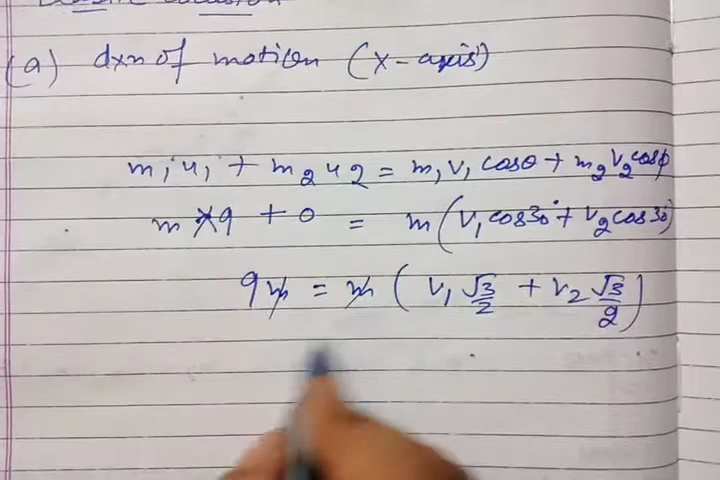 (a) dxn of motion (x-axis)
m₁u₁ + m₂u₂ = m₁v₁ cosθ + m₂v₂cosφ
m×9 + 0 = m(v₁cos30° + v₂cos30°)
9m = m (v₁ √3/2 + v₂ √3/2)